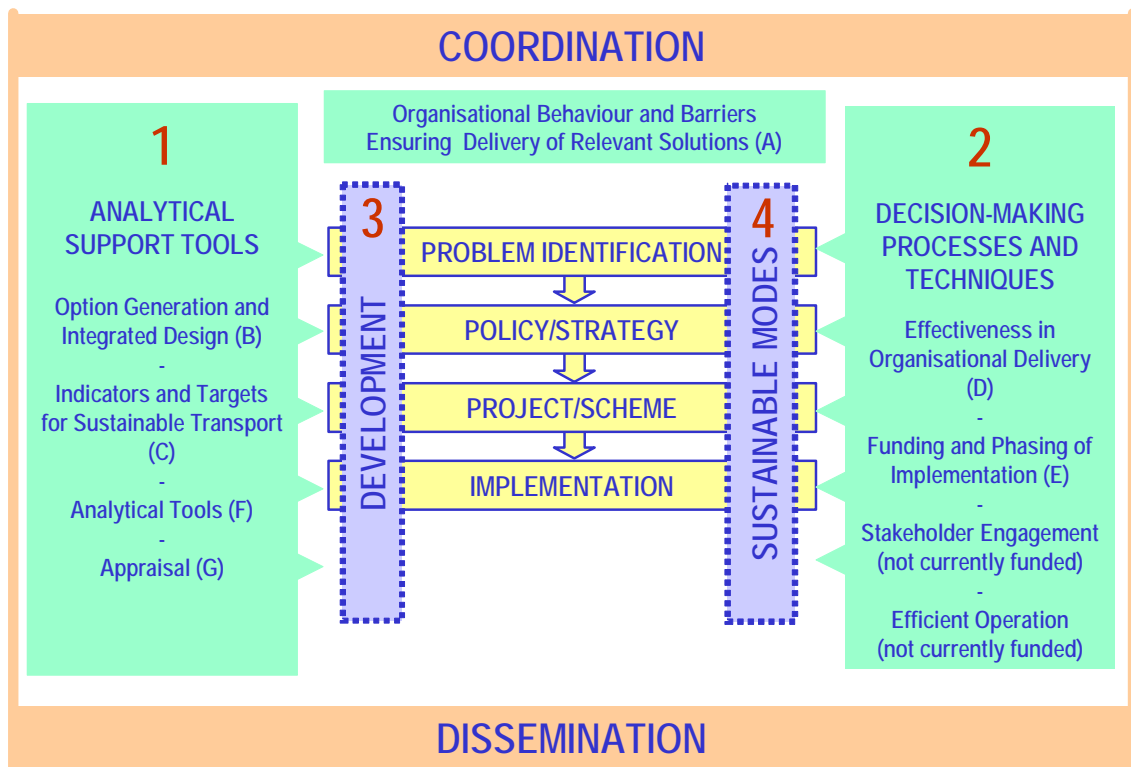 COORDINATION
Organisational Behaviour and Barriers
Ensuring Delivery of Relevant Solutions (A)
1
ANALYTICAL
SUPPORT TOOLS
Option Generation and
Integrated Design (B)
-
Indicators and Targets
for Sustainable Transport
(C)
-
Analytical Tools (F)
-
Appraisal (G)
3
DEVELOPMENT
PROBLEM IDENTIFICATION
POLICY/STRATEGY
PROJECT/SCHEME
IMPLEMENTATION
4
SUSTAINABLE MODES
2
DECISION-MAKING
PROCESSES AND
TECHNIQUES
Effectiveness in
Organisational Delivery
(D)
-
Funding and Phasing of
Implementation (E)
-
Stakeholder Engagement
(not currently funded)
-
Efficient Operation
(not currently funded)
DISSEMINATION